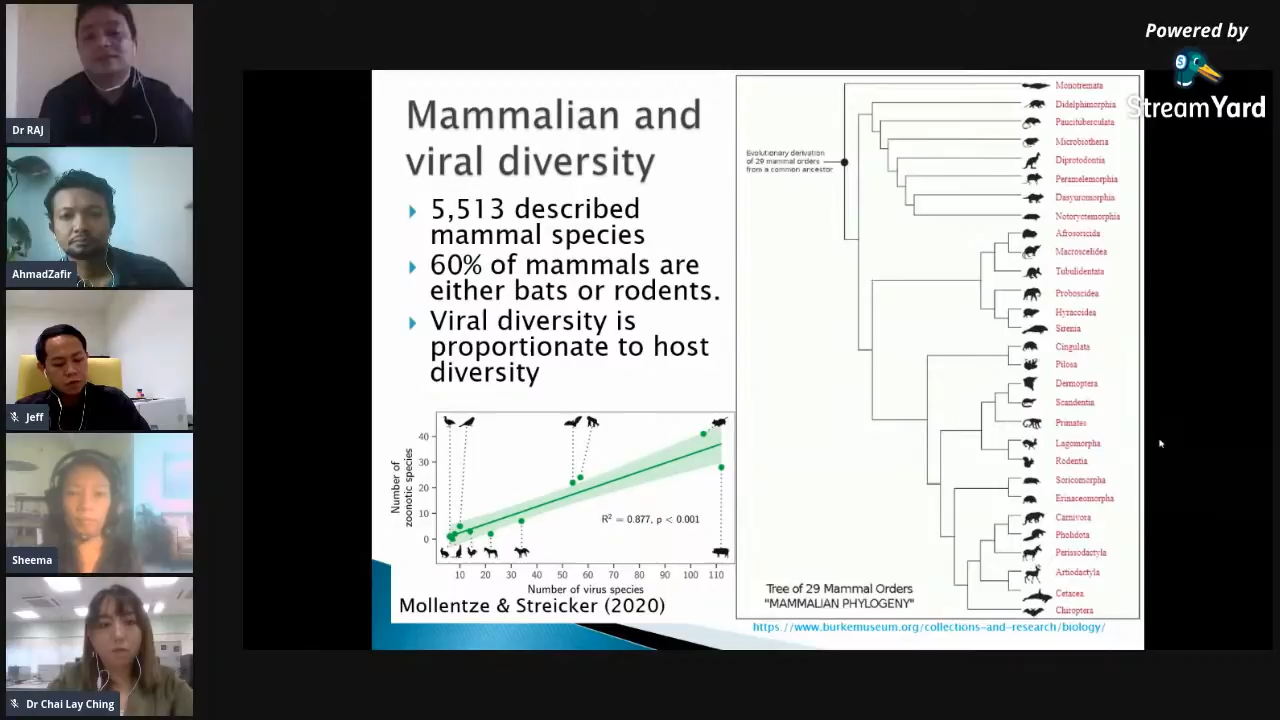 Dr RAJ
AhmadZafir
Jeff
Sheema
Dr Chai Lay Ching
Powered by
StreamYard
Mammalian and
viral diversity
5,513 described
mammal species
60% of mammals are
either bats or rodents.
Viral diversity is
proportionate to host
diversity
Number of
zoonotic species
40
30
20
10
0
R² = 0.877, p < 0.001
10 20 30 40 50 60 70 80 90 100 110
Number of virus species
Mollentze & Streicker (2020)
Evolutionary derivation
of 29 mammal orders
from a common ancestor
Monotremata
Didelphimorphia
Paucituberculata
Microbiotheria
Diprotodontia
Peramelemorphia
Dasyuromorphia
Notoryctemorphia
Afrosoricida
Macroscelidea
Tubulidentata
Proboscidea
Hyracoidea
Sirenia
Cingulata
Pilosa
Dermoptera
Scandentia
Primates
Lagomorpha
Rodentia
Soricomorpha
Erinaceomorpha
Carnivora
Pholidota
Perissodactyla
Artiodactyla
Cetacea
Chiroptera
Tree of 29 Mammal Orders
"MAMMALIAN PHYLOGENY"
https://www.burkemuseum.org/collections-and-research/biology/